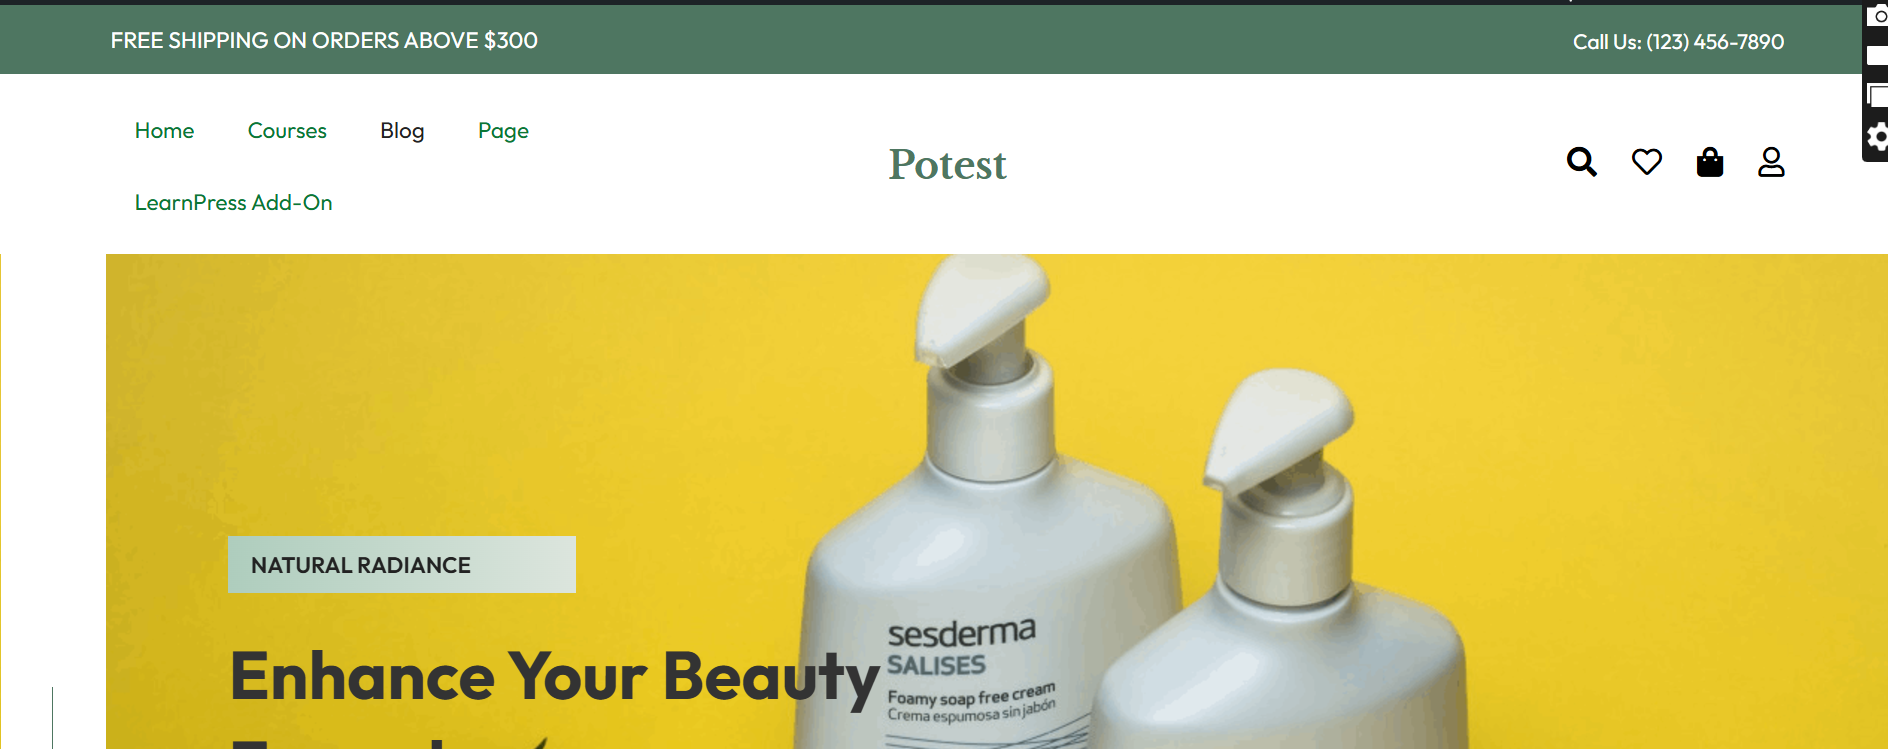 FREE SHIPPING ON ORDERS ABOVE $300
Call Us: (123) 456-7890
Home
Courses
Blog
Page
LearnPress Add-On
Potest
NATURAL RADIANCE
Enhance Your Beauty
sesderma
SALISES
Foamy soap free cream
Crema espumosa sin jabón